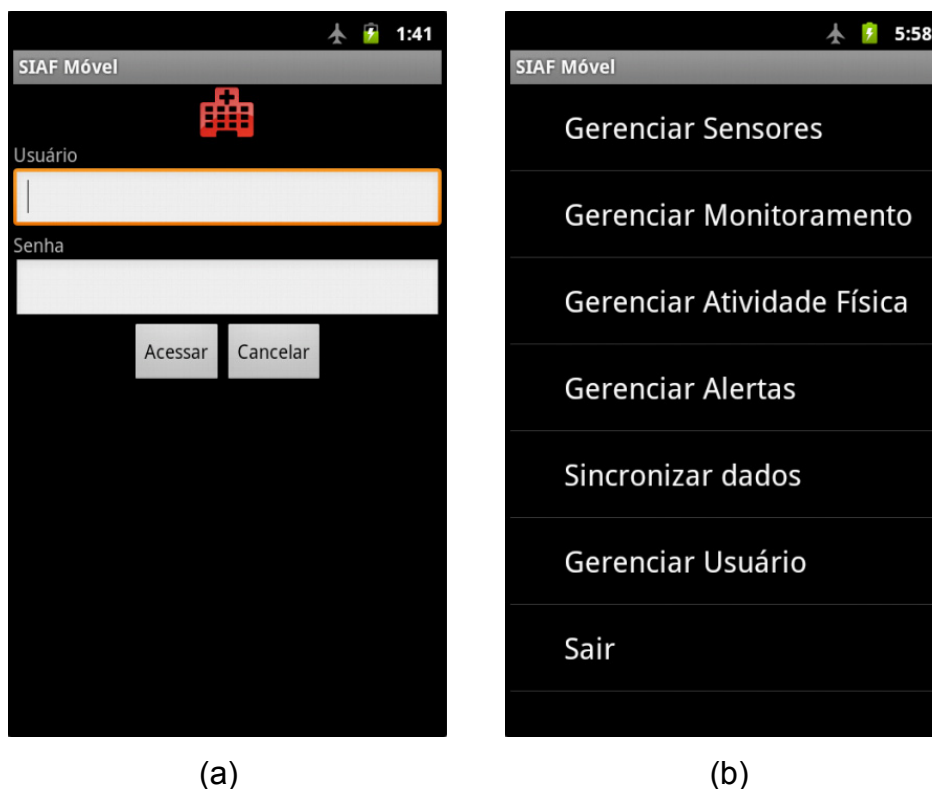 1:41
SIAF Móvel
Usuário
Senha
Acessar Cancelar
(a)
5:58
SIAF Móvel
Gerenciar Sensores
Gerenciar Monitoramento
Gerenciar Atividade Física
Gerenciar Alertas
Sincronizar dados
Gerenciar Usuário
Sair
(b)